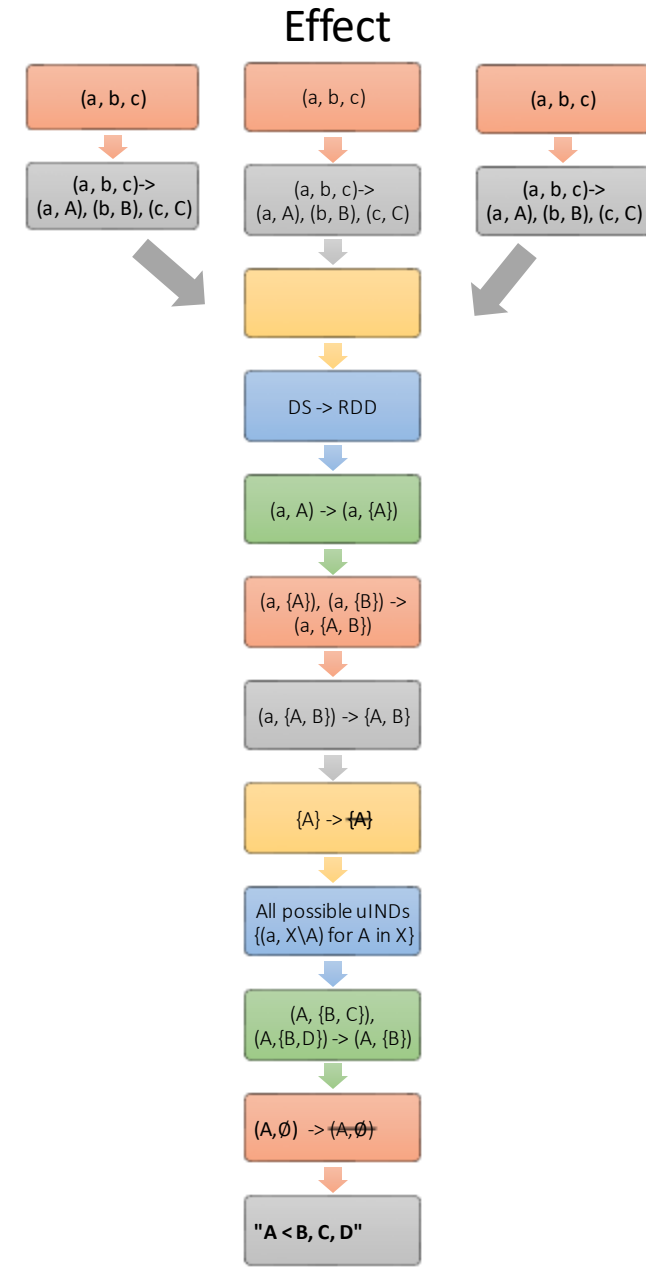 Effect
(a, b, c)
(a, b, c)
(a, b, c)
(a, b, c)->
(a, A), (b, B), (c, C)
(a, b, c)->
(a, A), (b, B), (c, C)
(a, b, c)->
(a, A), (b, B), (c, C)
DS -> RDD
(a, A) -> (a, {A})
(a, {A}), (a, {B}) ->
(a, {A, B})
(a, {A, B}) -> {A, B}
{A} -> {A}
All possible uINDs
{(a, X\A) for A in X}
(A, {B, C}),
(A,{B,D}) -> (A, {B})
(A,Ø) -> (A,Ø)
"A < B, C, D"